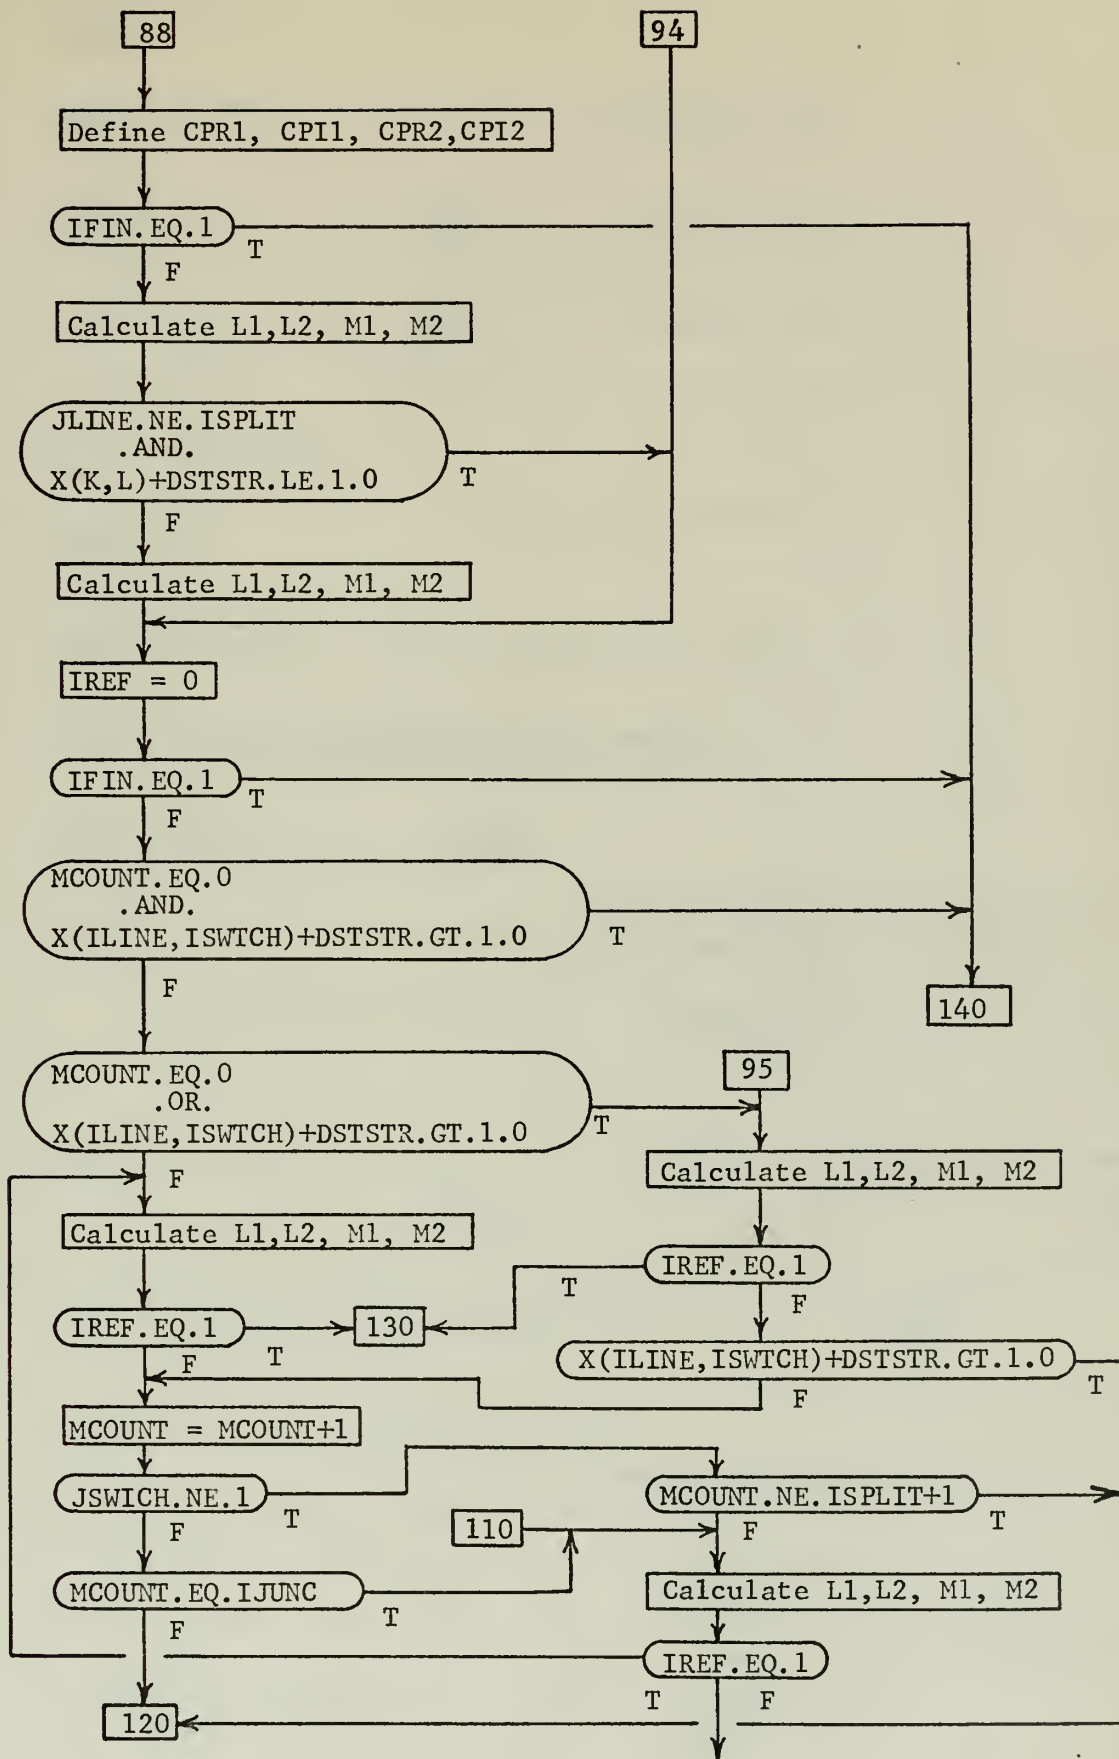 88
94
Define CPR1, CPI1, CPR2,CPI2
IFIN.EQ.1
T
F
Calculate L1,L2, M1, M2
JLINE.NE.ISPLIT
.AND.
X(K,L)+DSTSTR.LE.1.0
T
F
Calculate L1,L2, M1, M2
IREF = 0
IFIN.EQ.1
T
F
MCOUNT.EQ.0
.AND.
X(ILINE,ISWTCH)+DSTSTR.GT.1.0
T
F
140
MCOUNT.EQ.0
.OR.
X(ILINE,ISWTCH)+DSTSTR.GT.1.0
T
F
95
Calculate L1,L2, M1, M2
Calculate L1,L2, M1, M2
IREF.EQ.1
T
F
IREF.EQ.1
T
F
130
X(ILINE,ISWTCH)+DSTSTR.GT.1.0
T
F
MCOUNT = MCOUNT+1
JSWICH.NE.1
T
F
MCOUNT.NE.ISPLIT+1
T
F
110
MCOUNT.EQ.IJUNC
T
F
Calculate L1,L2, M1, M2
IREF.EQ.1
T
F
120